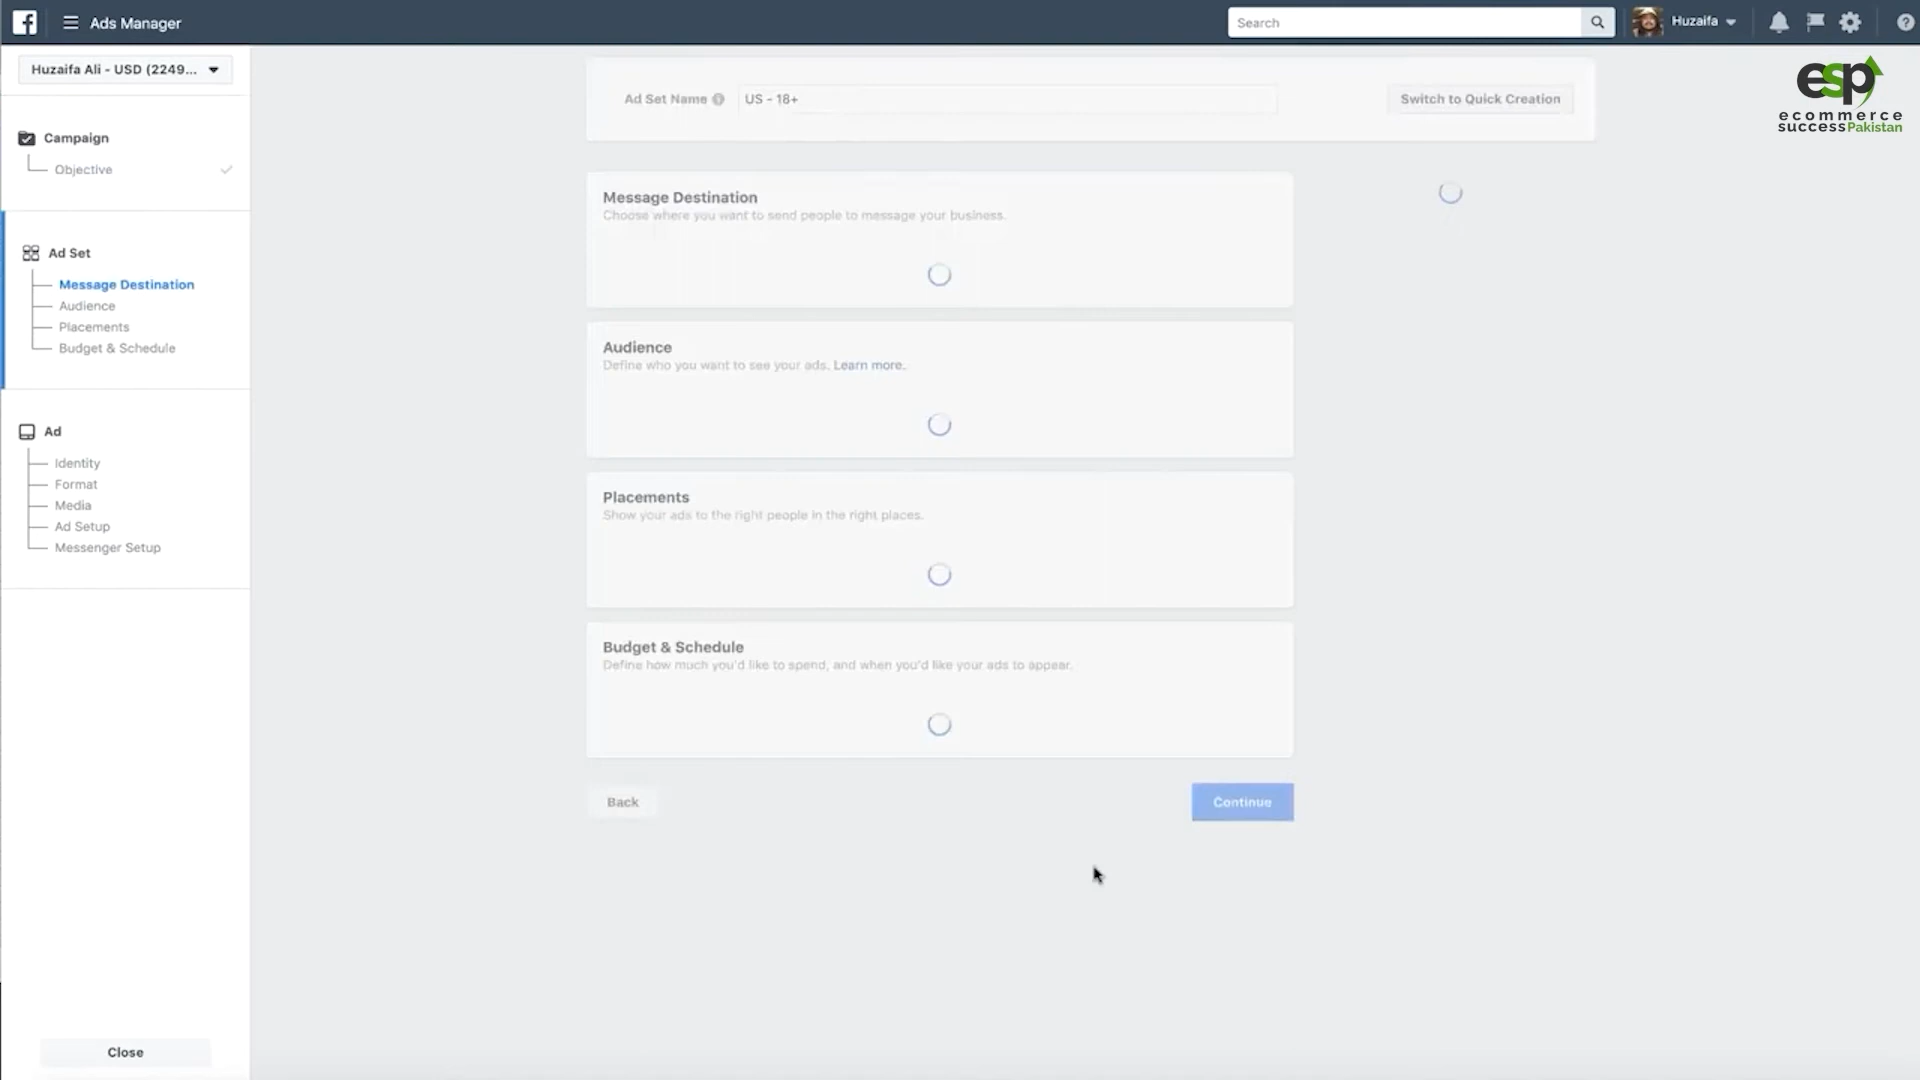 Ads Manager
Search
Huzaifa
Huzaifa Ali - USD (2249...
esp
ecommerce
successPakistan
Campaign
Objective
Ad Set
Message Destination
Audience
Placements
Budget & Schedule
Ad
Identity
Format
Media
Ad Setup
Messenger Setup
Close
Ad Set Name
US - 18+
Switch to Quick Creation
Message Destination
Choose where you want to send people to message your business.
Audience
Define who you want to see your ads. Learn more.
Placements
Show your ads to the right people in the right places.
Budget & Schedule
Define how much you'd like to spend, and when you'd like your ads to appear.
Back
Continue